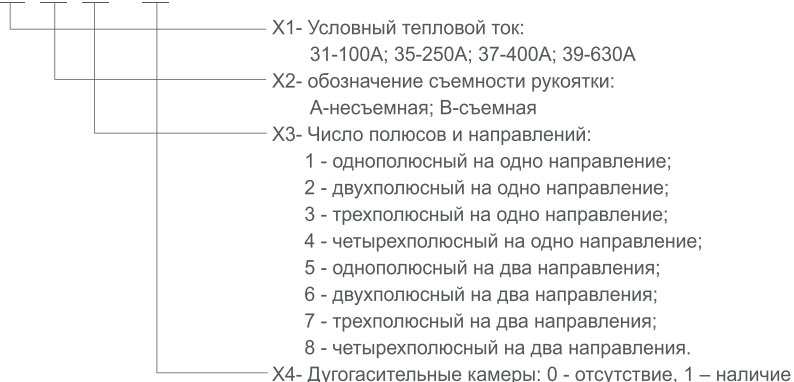 X1- Условный тепловой ток:
31-100А; 35-250А; 37-400А; 39-630А
X2- обозначение съемности рукоятки:
А-несъемная; В-съемная
X3- Число полюсов и направлений:
1 - однополюсный на одно направление;
2 - двухполюсный на одно направление;
3 - трехполюсный на одно направление;
4 - четырехполюсный на одно направление;
5 - однополюсный на два направления;
6 - двухполюсный на два направления;
7 - трехполюсный на два направления;
8 - четырехполюсный на два направления.
X4- Дугогасительные камеры: 0 - отсутствие, 1 – наличие